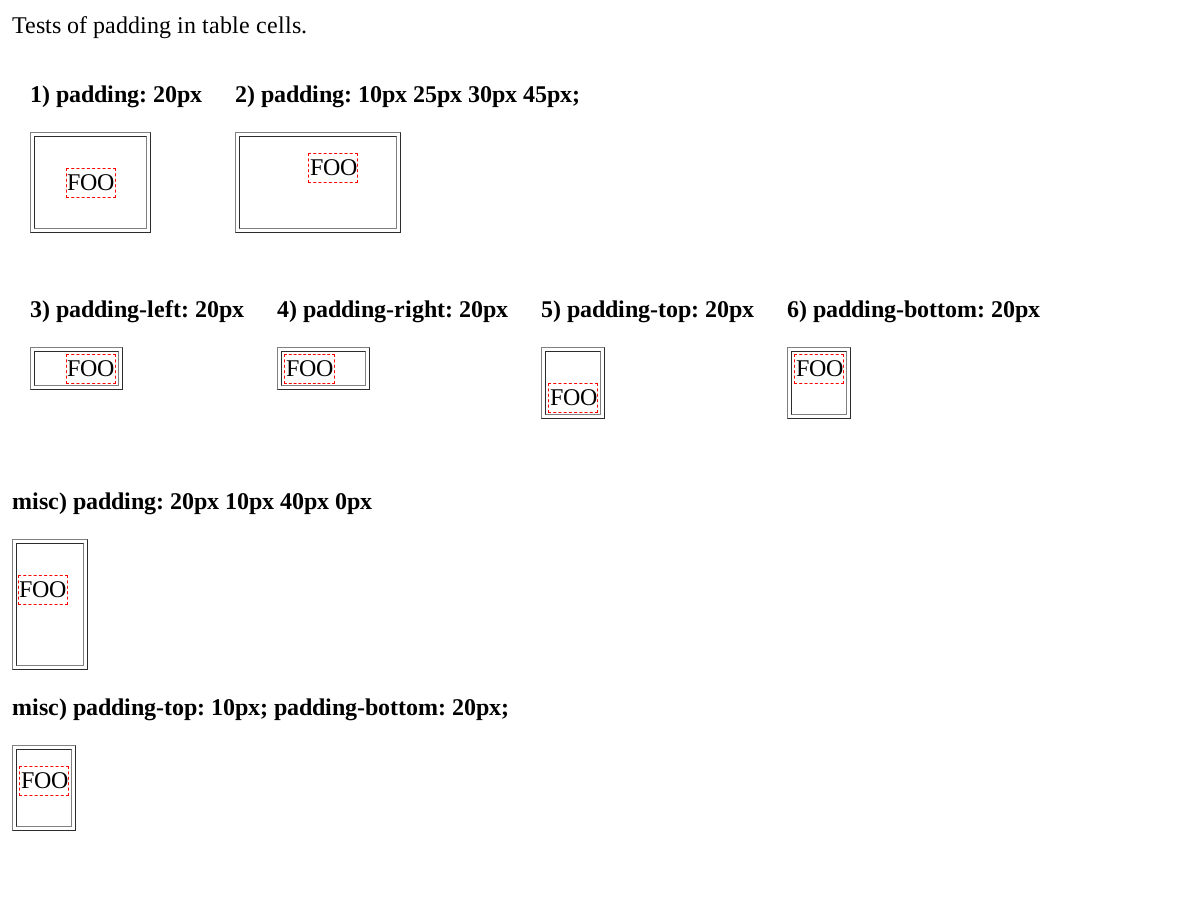 Tests of padding in table cells.
1) padding: 20px 2) padding: 10px 25px 30px 45px;
FOO FOO
3) padding-left: 20px 4) padding-right: 20px 5) padding-top: 20px 6) padding-bottom: 20px
FOO FOO FOO FOO
misc) padding: 20px 10px 40px 0px
FOO
misc) padding-top: 10px; padding-bottom: 20px;
FOO